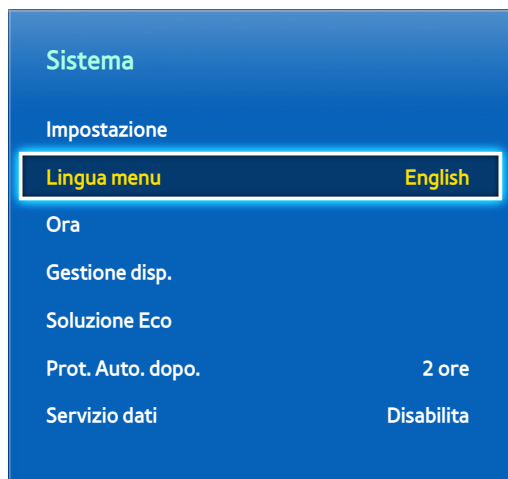 Sistema
Impostazione
Lingua menu English
Ora
Gestione disp.
Soluzione Eco
Prot. Auto. dopo. 2 ore
Servizio dati Disabilita